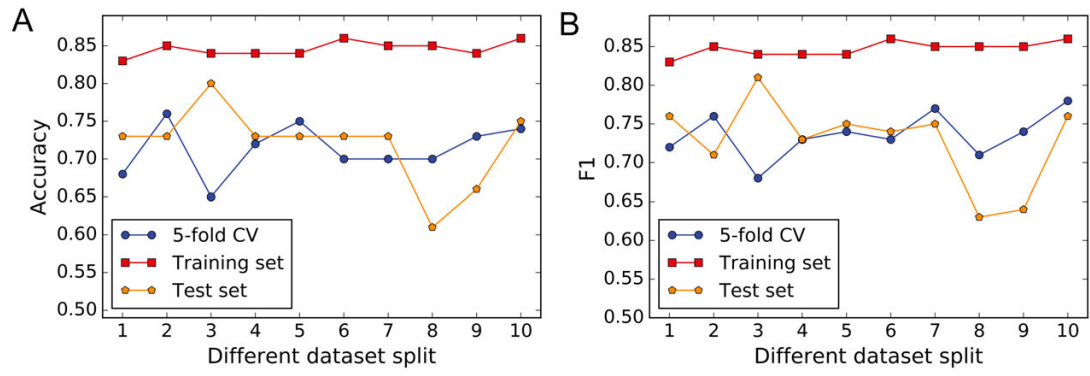 A
Accuracy
0.85
0.80
0.75
0.70
0.65
0.60
0.55
0.50
5-fold CV
Training set
Test set
1 2 3 4 5 6 7 8 9 10
Different dataset split
B
F1
0.85
0.80
0.75
0.70
0.65
0.60
0.55
0.50
5-fold CV
Training set
Test set
1 2 3 4 5 6 7 8 9 10
Different dataset split